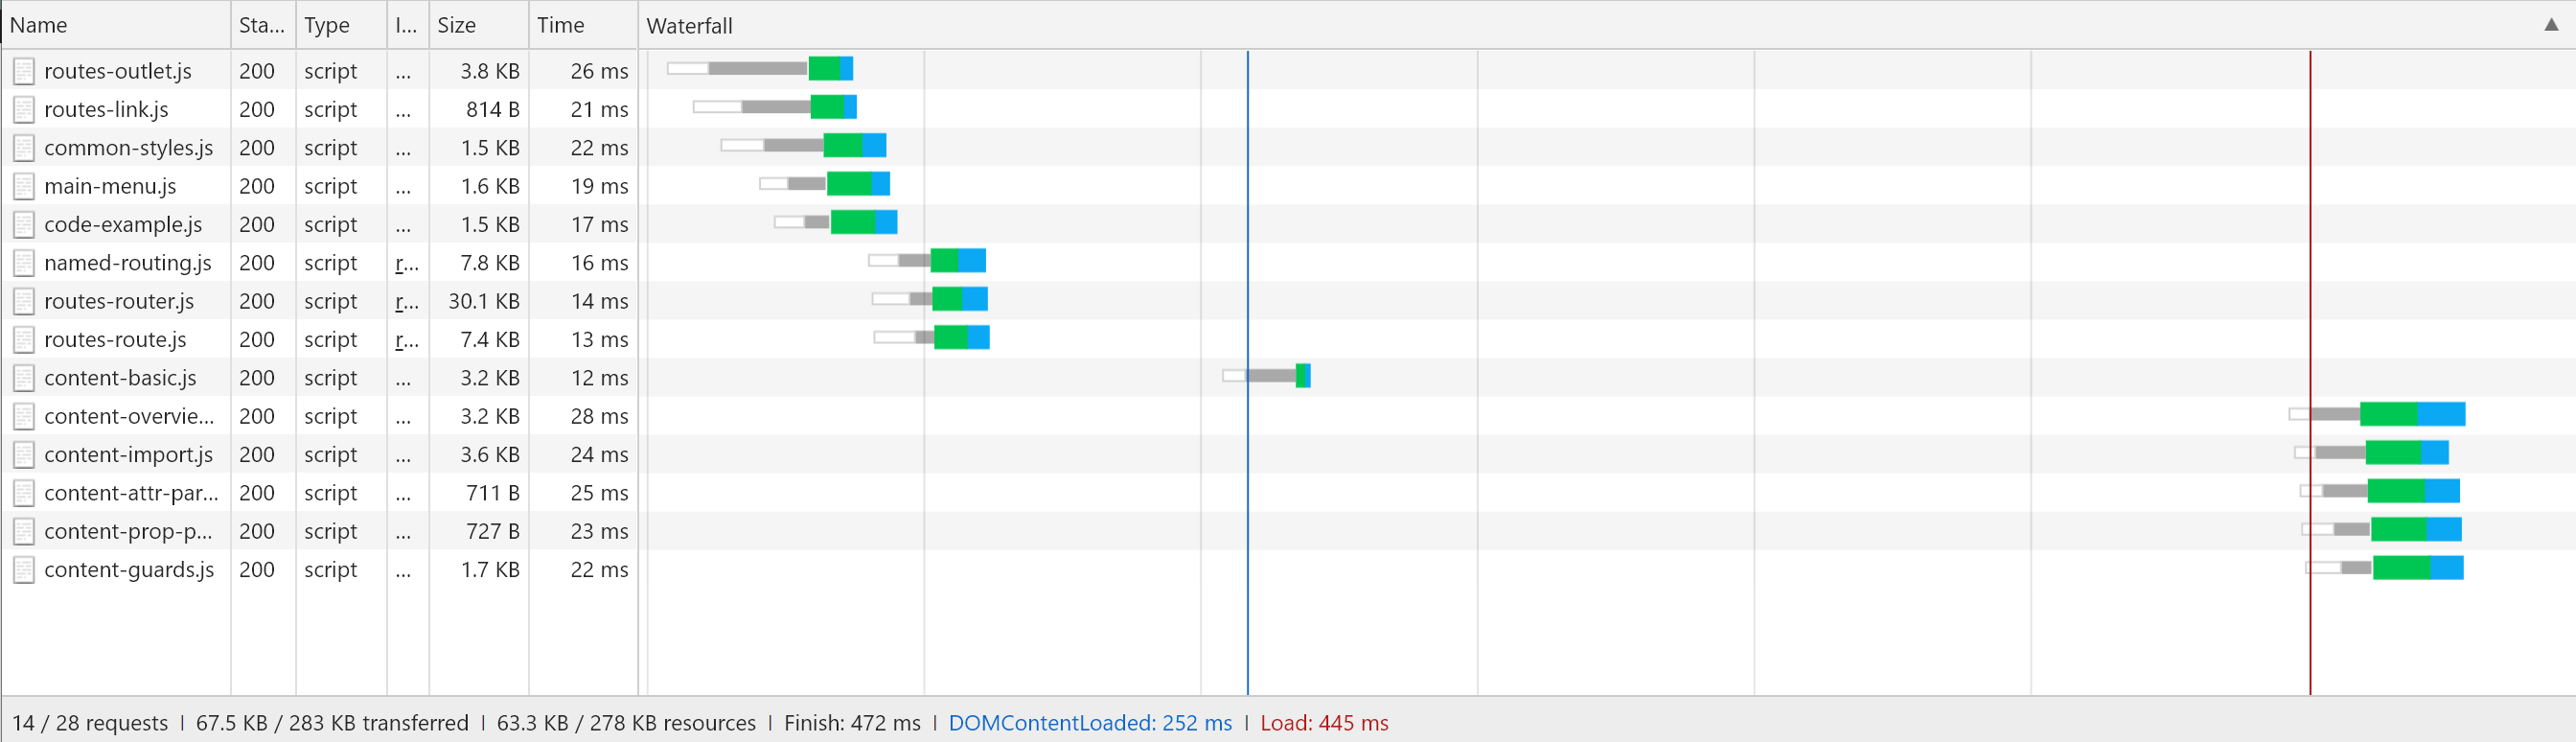 Name Sta... Type I... Size Time Waterfall ▲
routes-outlet.js 200 script ... 3.8 KB 26 ms
routes-link.js 200 script ... 814 B 21 ms
common-styles.js 200 script ... 1.5 KB 22 ms
main-menu.js 200 script ... 1.6 KB 19 ms
code-example.js 200 script ... 1.5 KB 17 ms
named-routing.js 200 script r... 7.8 KB 16 ms
routes-router.js 200 script r... 30.1 KB 14 ms
routes-route.js 200 script r... 7.4 KB 13 ms
content-basic.js 200 script ... 3.2 KB 12 ms
content-overvie... 200 script ... 3.2 KB 28 ms
content-import.js 200 script ... 3.6 KB 24 ms
content-attr-par... 200 script ... 711 B 25 ms
content-prop-p... 200 script ... 727 B 23 ms
content-guards.js 200 script ... 1.7 KB 22 ms
14 / 28 requests | 67.5 KB / 283 KB transferred | 63.3 KB / 278 KB resources | Finish: 472 ms | DOMContentLoaded: 252 ms | Load: 445 ms